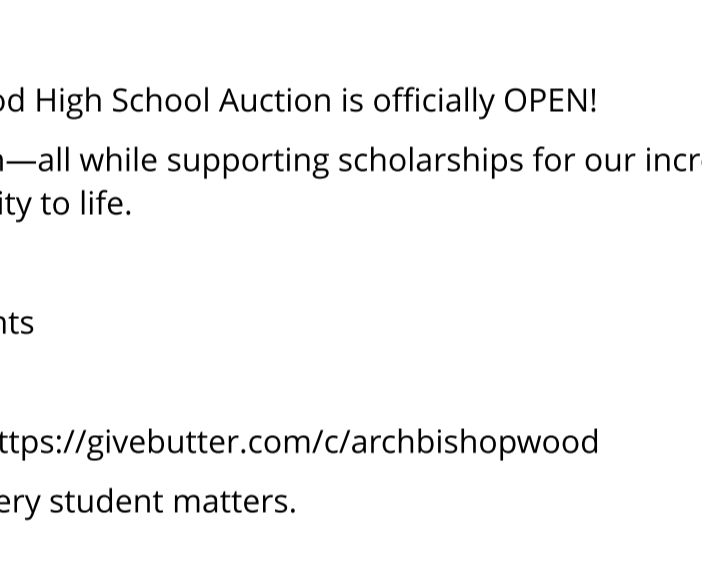 od High School Auction is officially OPEN!
—all while supporting scholarships for our incr
ity to life.
nts
ttps://givebutter.com/c/archbishopwood
ery student matters.